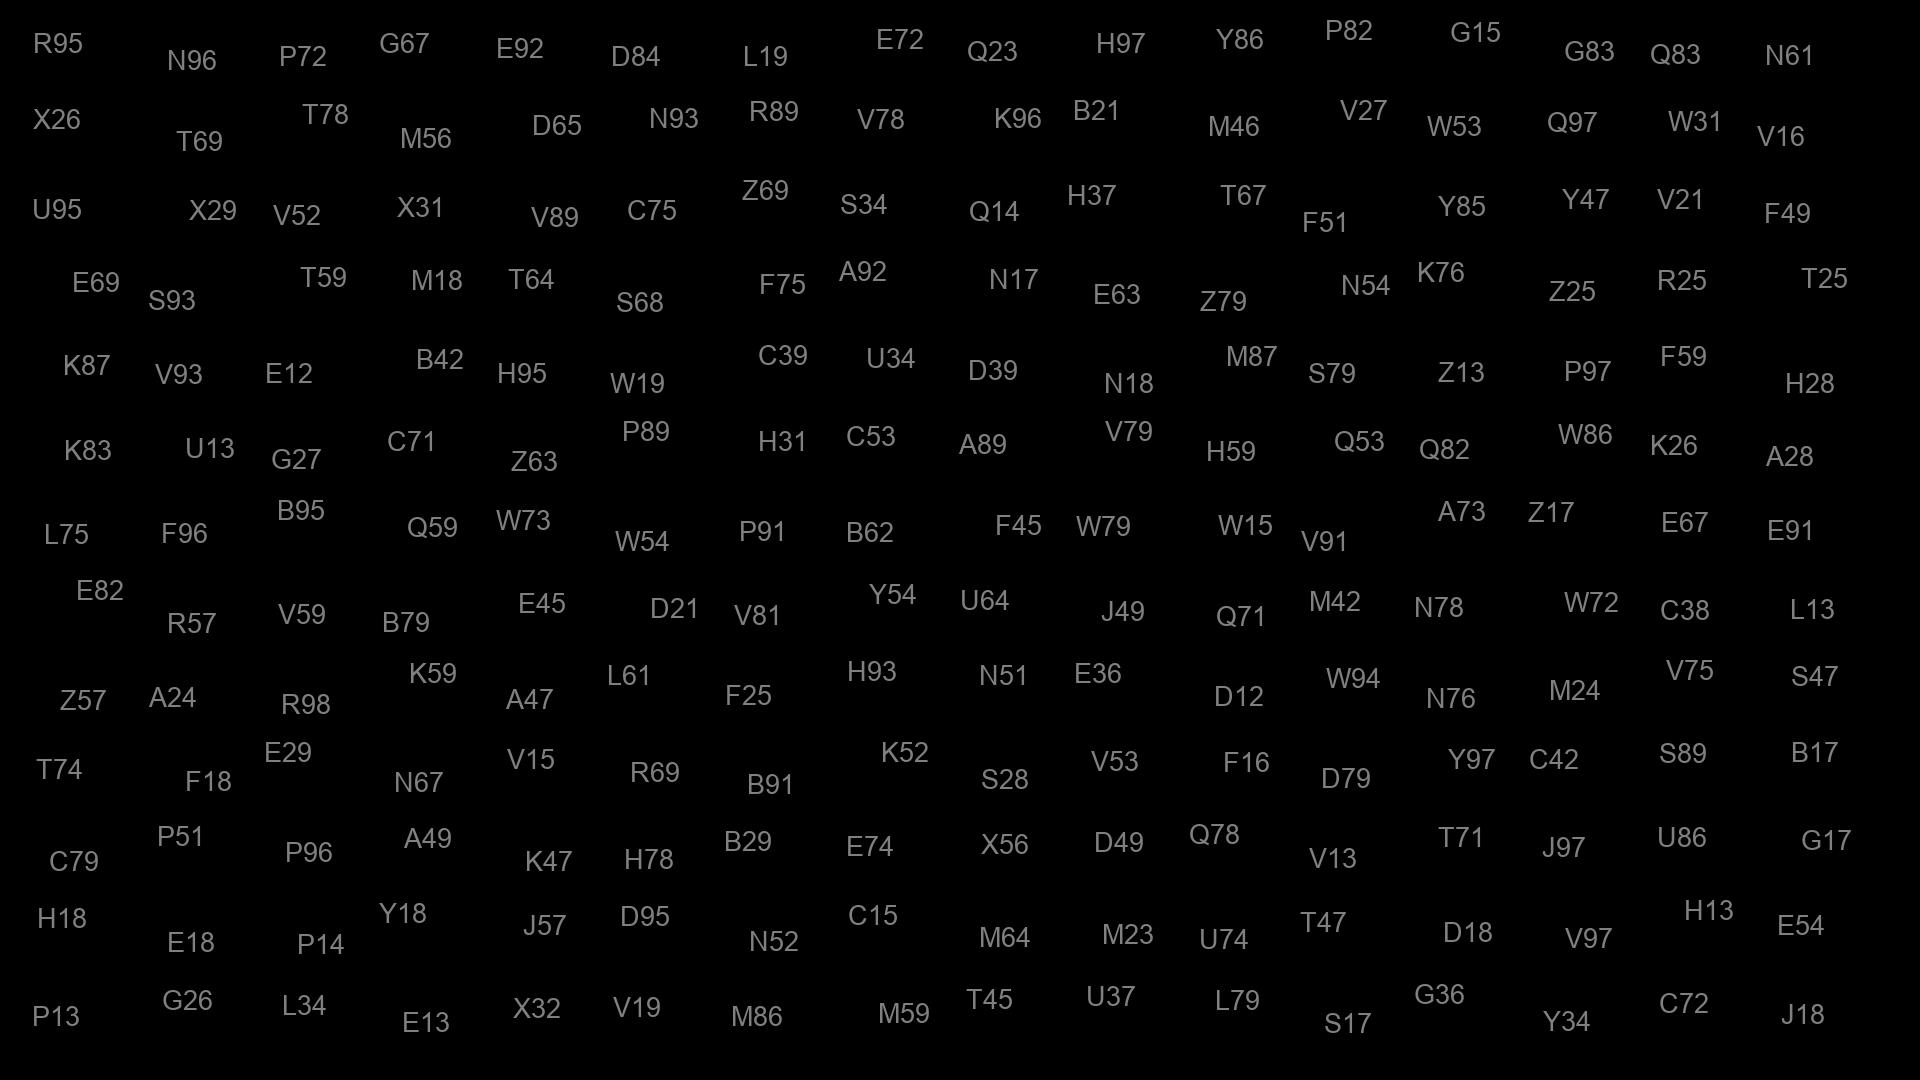 R95 N96 P72 G67 E92 D84 L19 E72 Q23 H97 Y86 P82 G15 G83 Q83 N61
X26 T69 T78 M56 D65 N93 R89 V78 K96 B21 M46 V27 W53 Q97 W31 V16
U95 X29 V52 X31 V89 C75 Z69 S34 Q14 H37 T67 F51 Y85 Y47 V21 F49
E69 S93 T59 M18 T64 S68 F75 A92 N17 E63 Z79 N54 K76 Z25 R25 T25
K87 V93 E12 B42 H95 W19 C39 U34 D39 N18 M87 S79 Z13 P97 F59 H28
K83 U13 G27 C71 Z63 P89 H31 C53 A89 V79 H59 Q53 Q82 W86 K26 A28
L75 F96 B95 Q59 W73 W54 P91 B62 F45 W79 W15 V91 A73 Z17 E67 E91
E82 R57 V59 B79 E45 D21 V81 Y54 U64 J49 Q71 M42 N78 W72 C38 L13
Z57 A24 R98 K59 A47 L61 F25 H93 N51 E36 D12 W94 N76 M24 V75 S47
T74 F18 E29 N67 V15 R69 B91 K52 S28 V53 F16 D79 Y97 C42 S89 B17
C79 P51 P96 A49 K47 H78 B29 E74 X56 D49 Q78 V13 T71 J97 U86 G17
H18 E18 P14 Y18 J57 D95 N52 C15 M64 M23 U74 T47 D18 V97 H13 E54
P13 G26 L34 E13 X32 V19 M86 M59 T45 U37 L79 S17 G36 Y34 C72 J18